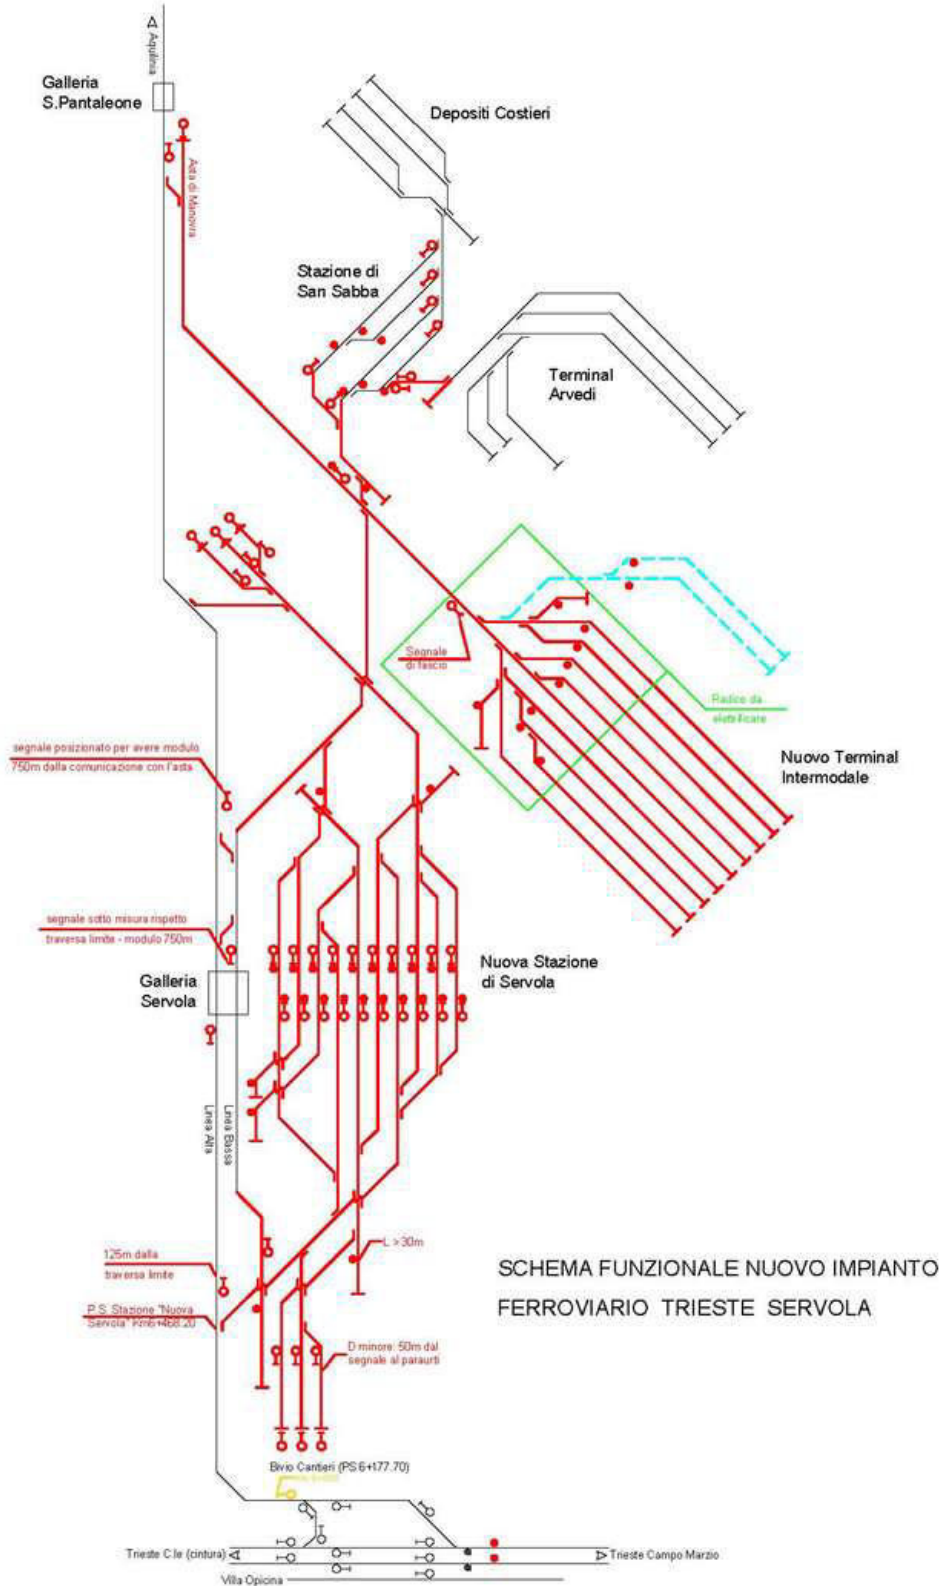 Aquilinia
Galleria
S.Pantaleone
Asta di Manovra
Depositi Costieri
Stazione di
San Sabba
Terminal
Arvedi
Segnale
di fascio
Radice da
elettrificare
Nuovo Terminal
Intermodale
segnale posizionato per avere modulo
750m dalla comunicazione con l'asta
segnale sotto misura rispetto
traversa limite - modulo 750m
Galleria
Servola
Nuova Stazione
di Servola
Linea Alta
Linea Bassa
125m dalla
traversa limite
L >30m
P.S. Stazione "Nuova
Servola" Km6+468.20
D minore: 50m dal
segnale al paraurti
SCHEMA FUNZIONALE NUOVO IMPIANTO
FERROVIARIO TRIESTE SERVOLA
Bivio Cantieri (PS 6+177.70)
Trieste C.le (cintura)
Trieste Campo Marzio
Villa Opicina